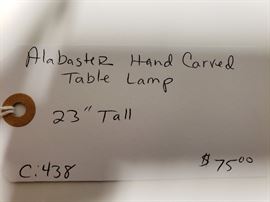 Alabaster Hand Carved
Table Lamp
23" Tall
C:438 $75.00